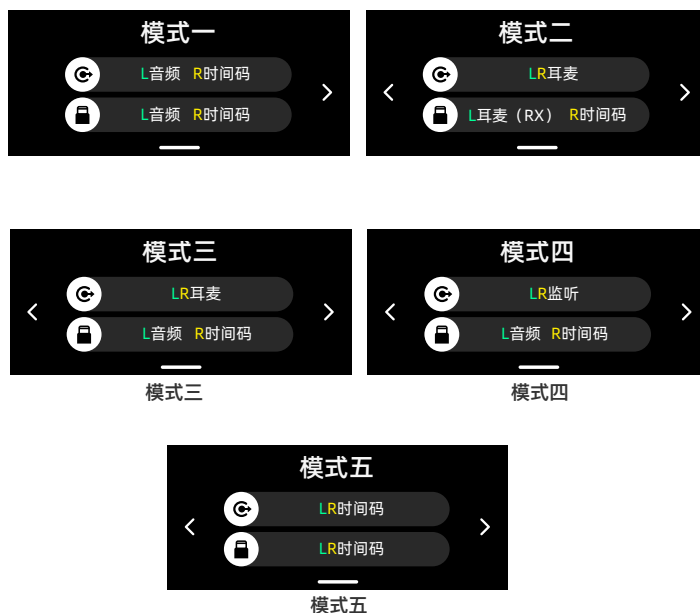 模式一
L音频 R时间码
L音频 R时间码
模式二
LR耳麦
L耳麦（RX） R时间码
模式三
LR耳麦
L音频 R时间码
模式三
模式四
LR监听
L音频 R时间码
模式四
模式五
LR时间码
LR时间码
模式五